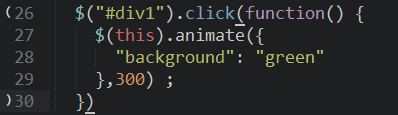 (26 $("#div1").click(function() {
27 $(this).animate({
28 "background": "green"
29 },300) ;
)30 })